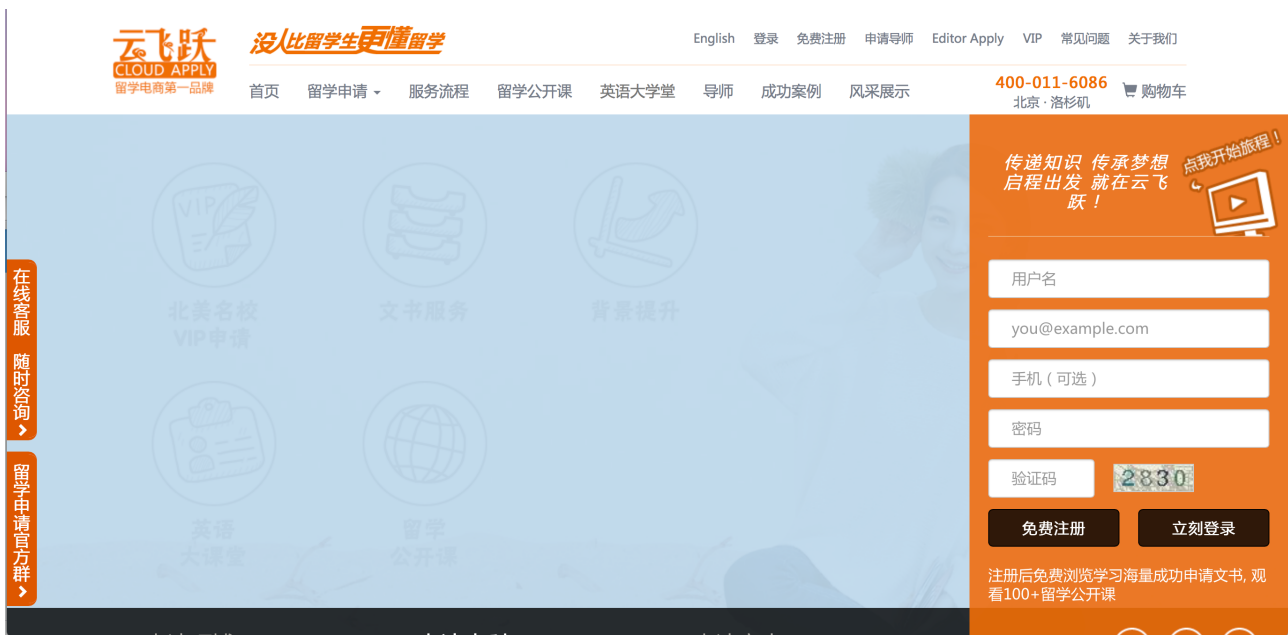 云飞跃
CLOUD APPLY
留学电商第一品牌
没人比留学生更懂留学
English 登录 免费注册 申请导师 Editor Apply VIP 常见问题 关于我们
首页 留学申请 服务流程 留学公开课 英语大学堂 导师 成功案例 风采展示
400-011-6086
北京 · 洛杉矶
购物车
VIP
北美名校
VIP申请
文书服务
背景提升
英语
大课堂
留学
公开课
在线客服 随时咨询
留学申请官方群
传递知识 传承梦想
启程出发 就在云飞
跃！
点我开始旅程！
用户名
you@example.com
手机（可选）
密码
验证码
2830
免费注册
立刻登录
注册后免费浏览学习海量成功申请文书, 观
看100+留学公开课